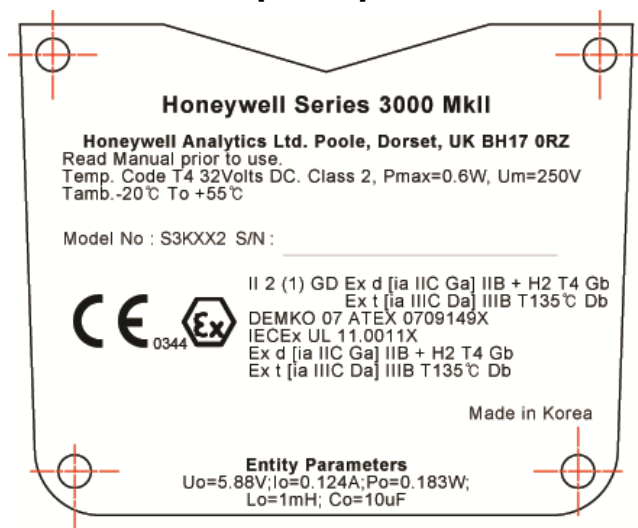 Honeywell Series 3000 MkII
Honeywell Analytics Ltd. Poole, Dorset, UK BH17 0RZ
Read Manual prior to use.
Temp. Code T4 32Volts DC. Class 2, Pmax=0.6W, Um=250V
Tamb.-20℃ To +55℃
Model No : S3KXX2 S/N :
II 2 (1) GD Ex d [ia IIC Ga] IIB + H2 T4 Gb
Ex t [ia IIIC Da] IIIB T135℃ Db
DEMKO 07 ATEX 0709149X
IECEx UL 11.0011X
Ex d [ia IIC Ga] IIB + H2 T4 Gb
Ex t [ia IIIC Da] IIIB T135℃ Db
CE 0344 Ex
Made in Korea
Entity Parameters
Uo=5.88V;Io=0.124A;Po=0.183W;
Lo=1mH; Co=10uF